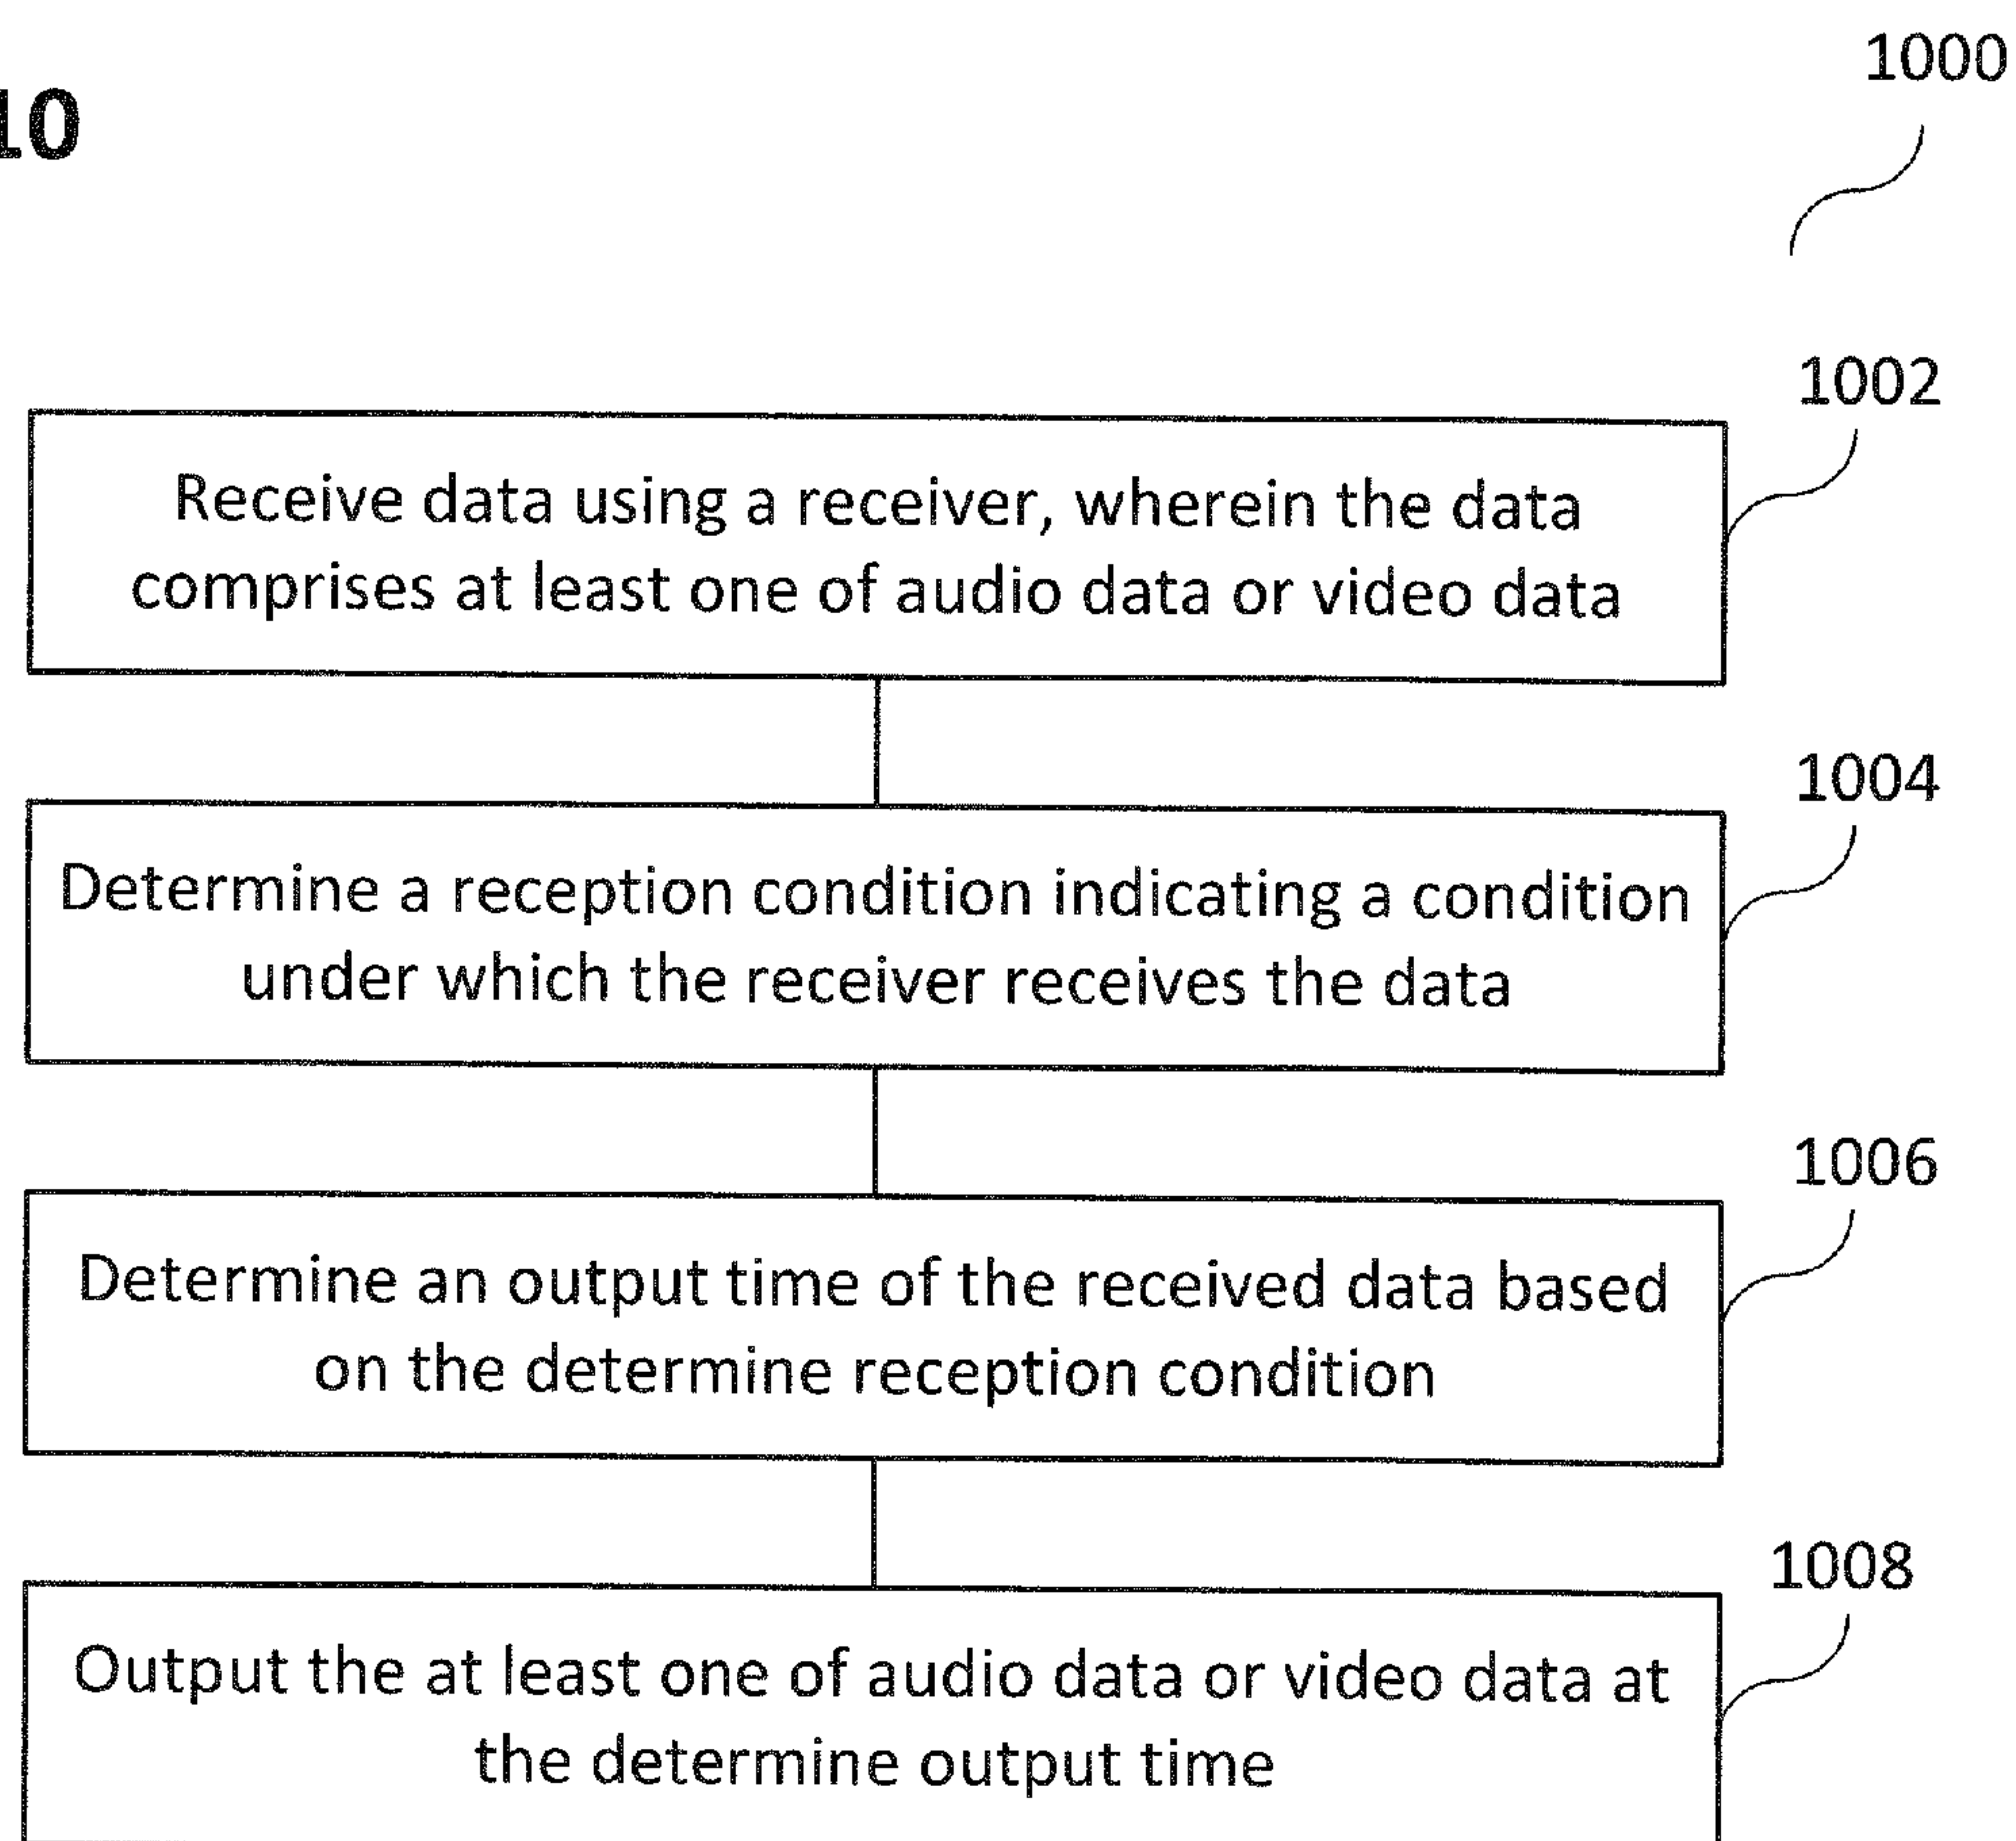 10
1000
1002
Receive data using a receiver, wherein the data
comprises at least one of audio data or video data
1004
Determine a reception condition indicating a condition
under which the receiver receives the data
1006
Determine an output time of the received data based
on the determine reception condition
1008
Output the at least one of audio data or video data at
the determine output time